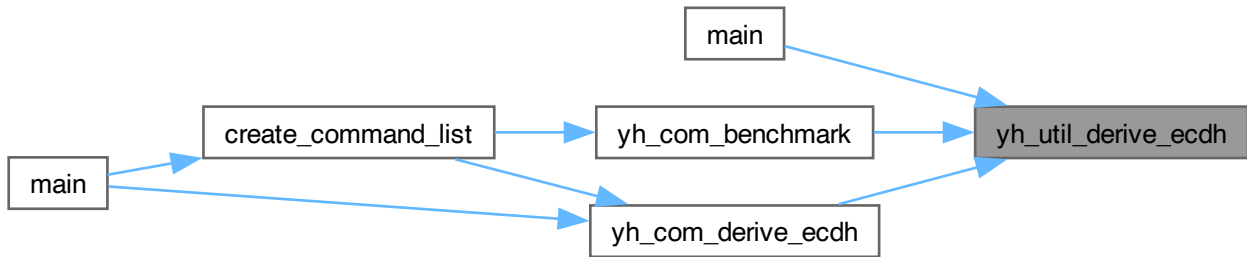 main
create_command_list
yh_com_benchmark
yh_util_derive_ecdh
main
yh_com_derive_ecdh